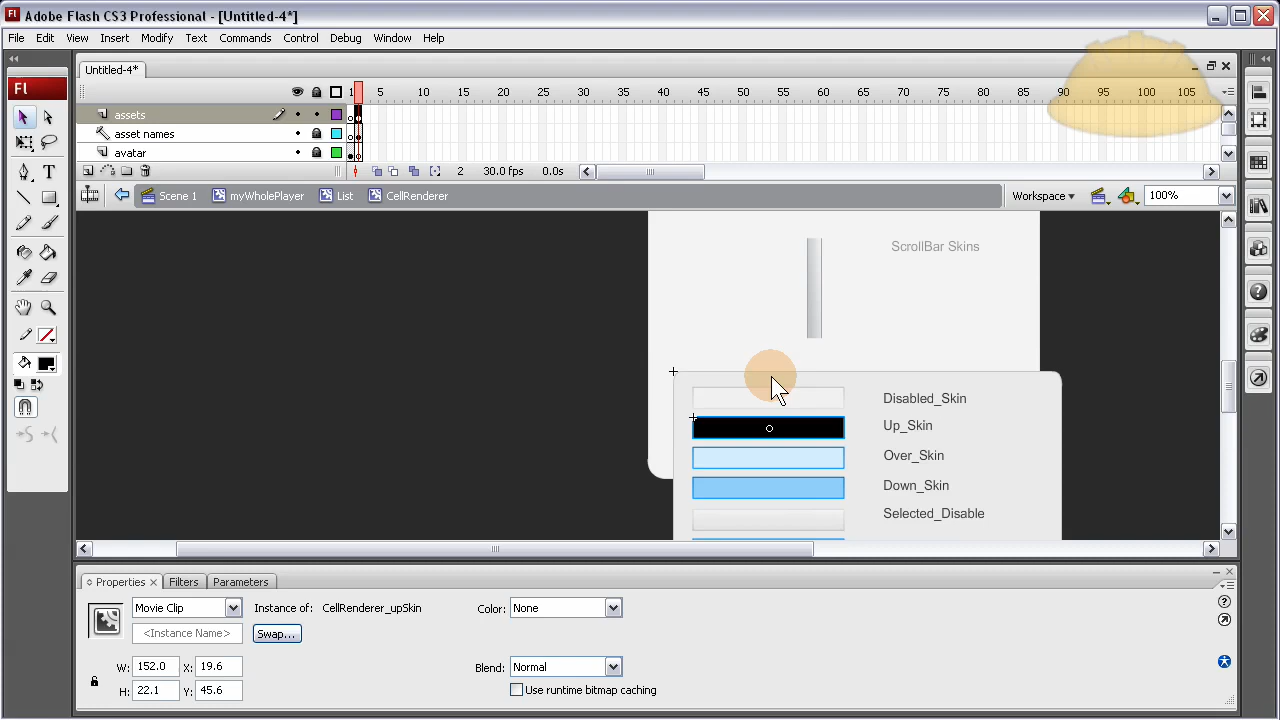 Adobe Flash CS3 Professional - [Untitled-4*]
File Edit View Insert Modify Text Commands Control Debug Window Help
Untitled-4*
Fl
1 5 10 15 20 25 30 35 40 45 50 55 60 65 70 75 80 85 90 95 100 105
assets
asset names
avatar
2 30.0 fps 0.0s
Scene 1 myWholePlayer List CellRenderer Workspace 100%
ScrollBar Skins
Disabled_Skin
Up_Skin
Over_Skin
Down_Skin
Selected_Disable
Properties Filters Parameters
Movie Clip Instance of: CellRenderer_upSkin Color: None
<Instance Name> Swap...
W: 152.0 X: 19.6 Blend: Normal
H: 22.1 Y: 45.6 Use runtime bitmap caching